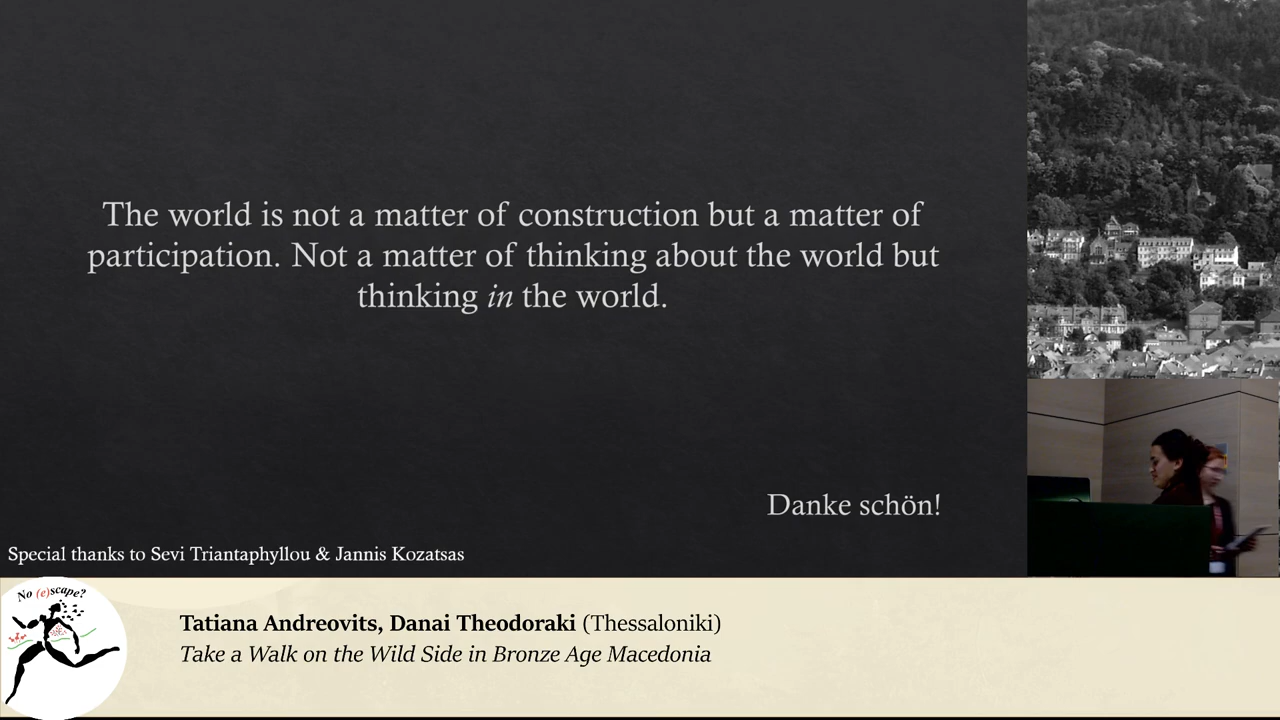 The world is not a matter of construction but a matter of
participation. Not a matter of thinking about the world but
thinking in the world.
Danke schön!
Special thanks to Sevi Triantaphyllou & Jannis Kozatsas
No (e)scape?
Tatiana Andreovits, Danai Theodoraki (Thessaloniki)
Take a Walk on the Wild Side in Bronze Age Macedonia